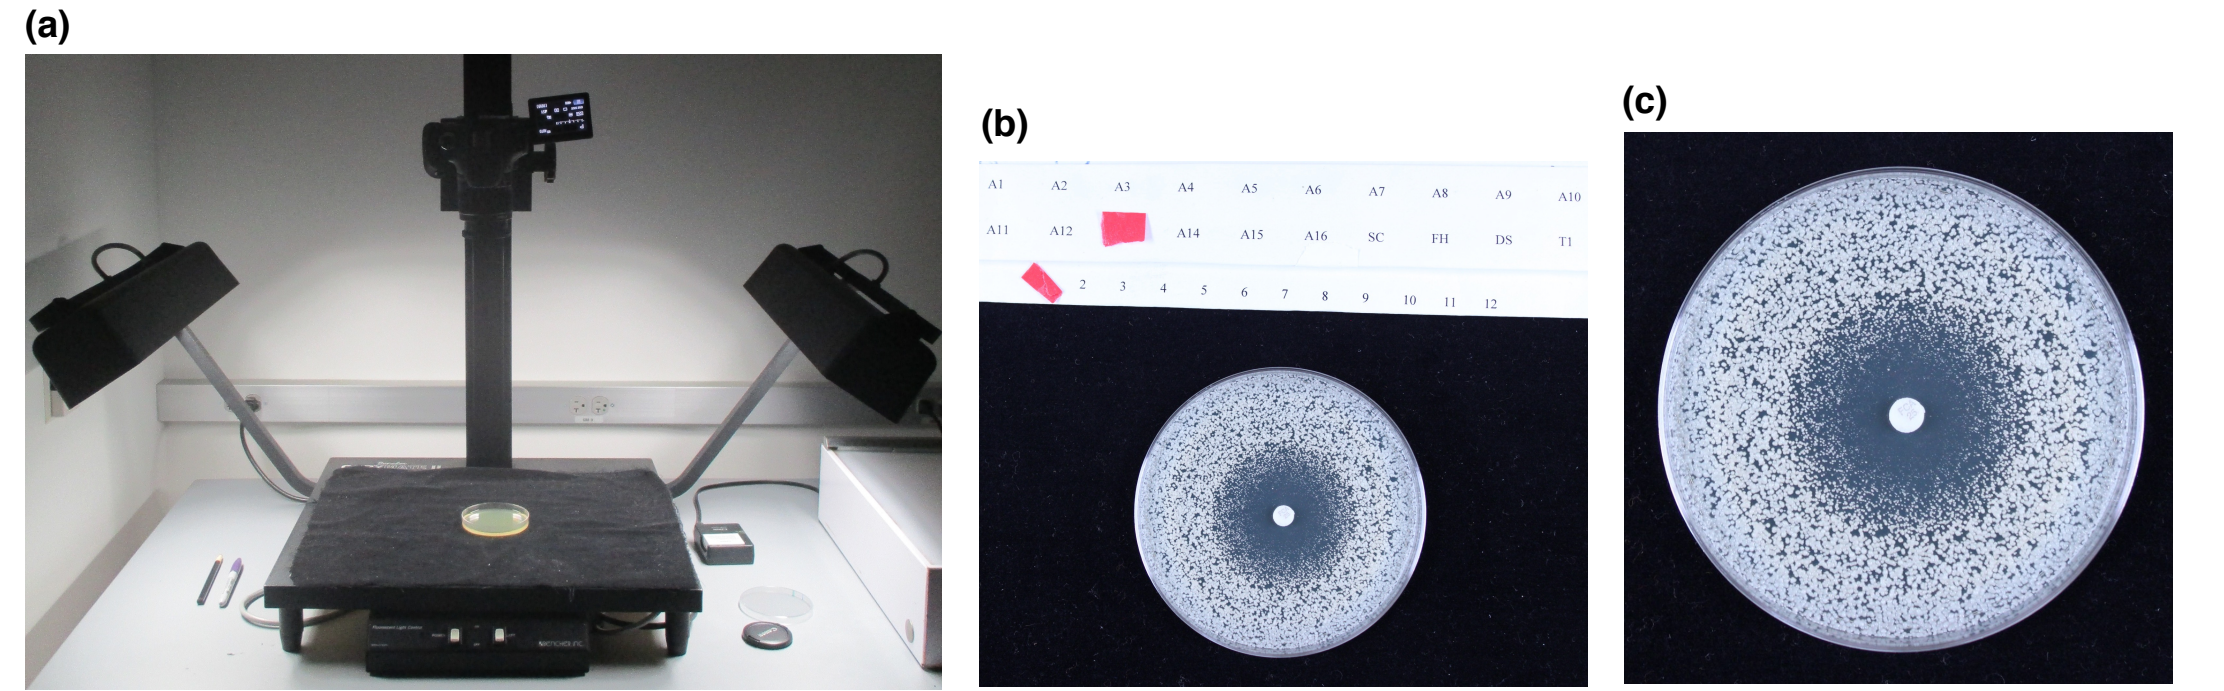 (a)
(b)
(c)
A1 A2 A3 A4 A5 A6 A7 A8 A9 A10
A11 A12 A14 A15 A16 SC FH DS T1
2 3 4 5 6 7 8 9 10 11 12